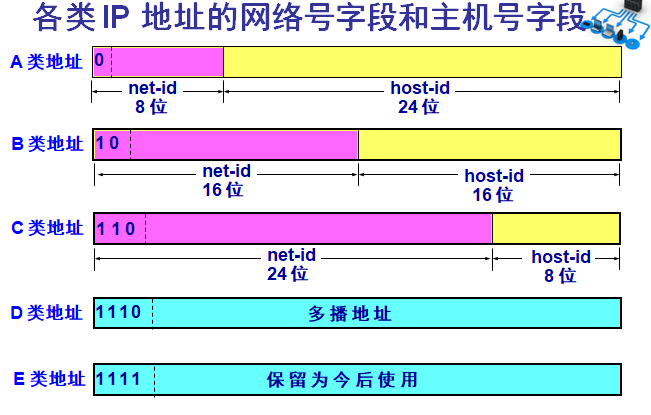 各类 IP 地址的网络号字段和主机号字段
A 类地址
0
net-id
8 位
host-id
24 位
B 类地址
1 0
net-id
16 位
host-id
16 位
C 类地址
1 1 0
net-id
24 位
host-id
8 位
D 类地址
1110
多播地址
E 类地址
1111
保留为今后使用